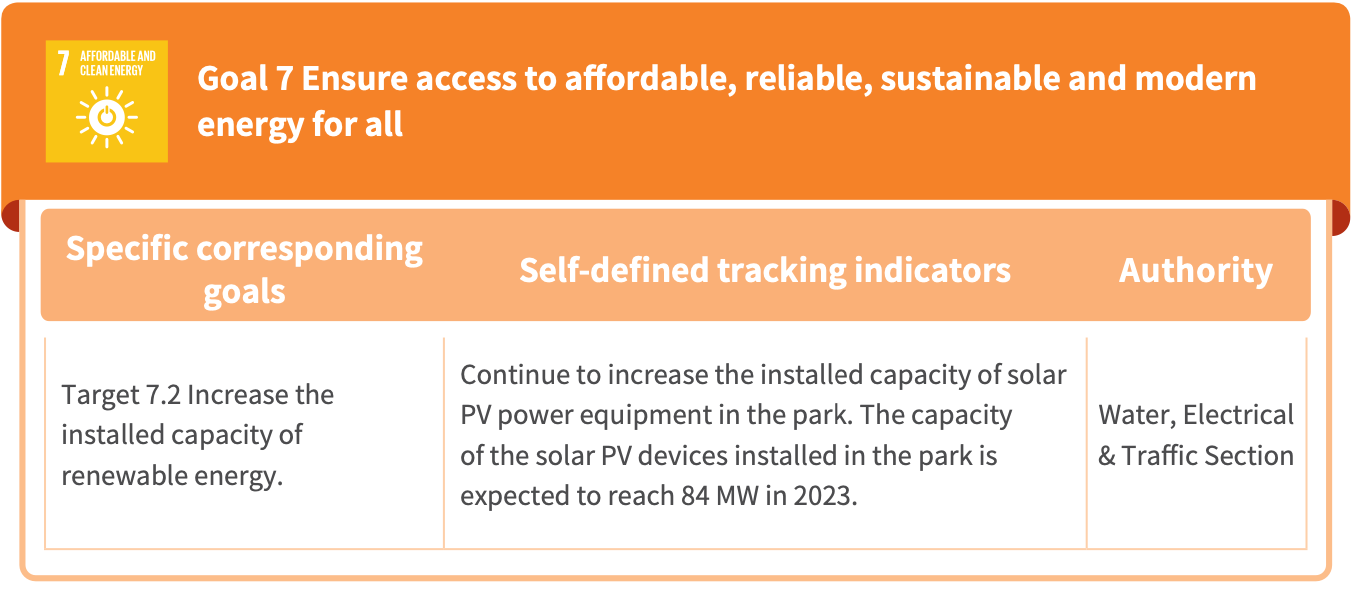 7 AFFORDABLE AND
CLEAN ENERGY
Goal 7 Ensure access to affordable, reliable, sustainable and modern
energy for all
Specific corresponding
goals
Self-defined tracking indicators
Authority
Target 7.2 Increase the
installed capacity of
renewable energy.
Continue to increase the installed capacity of solar
PV power equipment in the park. The capacity
of the solar PV devices installed in the park is
expected to reach 84 MW in 2023.
Water, Electrical
& Traffic Section